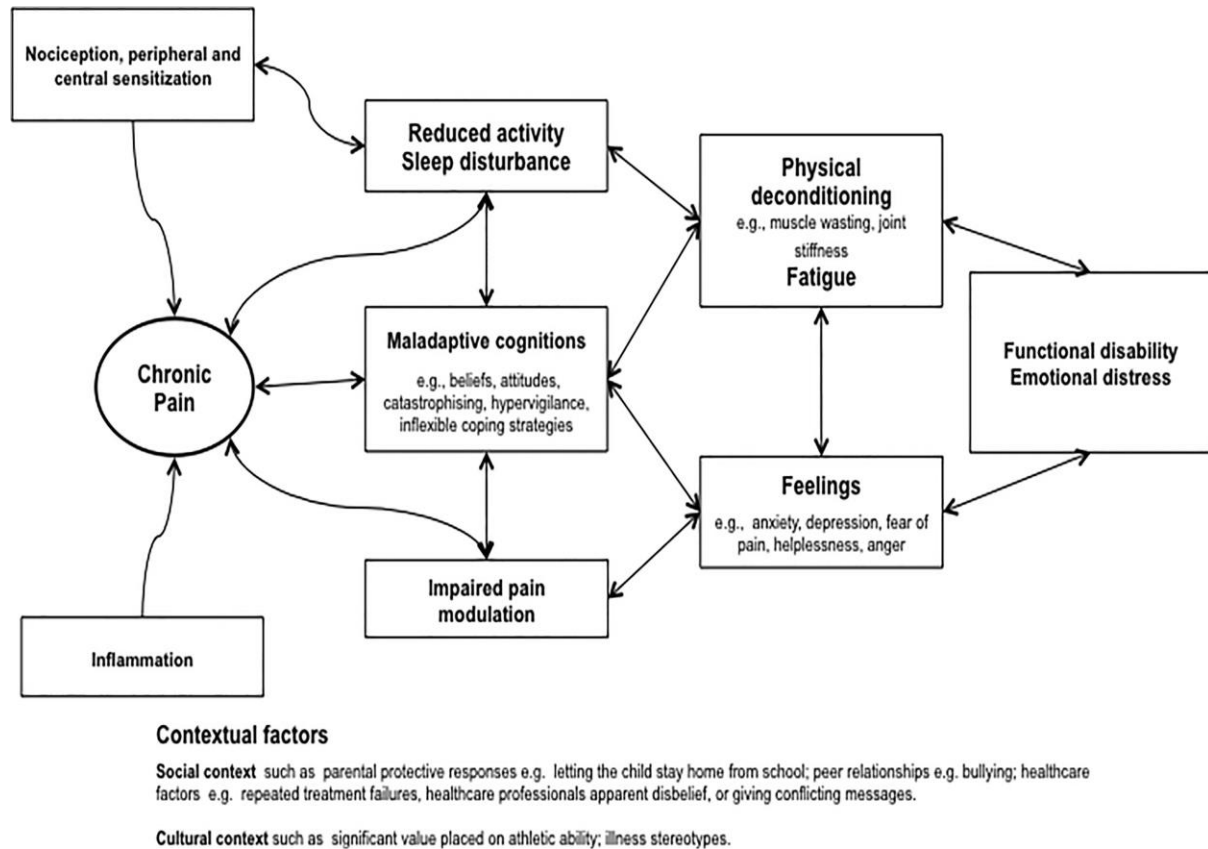 Nociception, peripheral and
central sensitization
Reduced activity
Sleep disturbance
Physical
deconditioning
e.g., muscle wasting, joint
stiffness
Fatigue
Chronic
Pain
Maladaptive cognitions
e.g., beliefs, attitudes,
catastrophising, hypervigilance,
inflexible coping strategies
Functional disability
Emotional distress
Feelings
e.g., anxiety, depression, fear of
pain, helplessness, anger
Impaired pain
modulation
Inflammation
Contextual factors
Social context such as parental protective responses e.g. letting the child stay home from school; peer relationships e.g. bullying; healthcare
factors e.g. repeated treatment failures, healthcare professionals apparent disbelief, or giving conflicting messages.
Cultural context such as significant value placed on athletic ability; illness stereotypes.